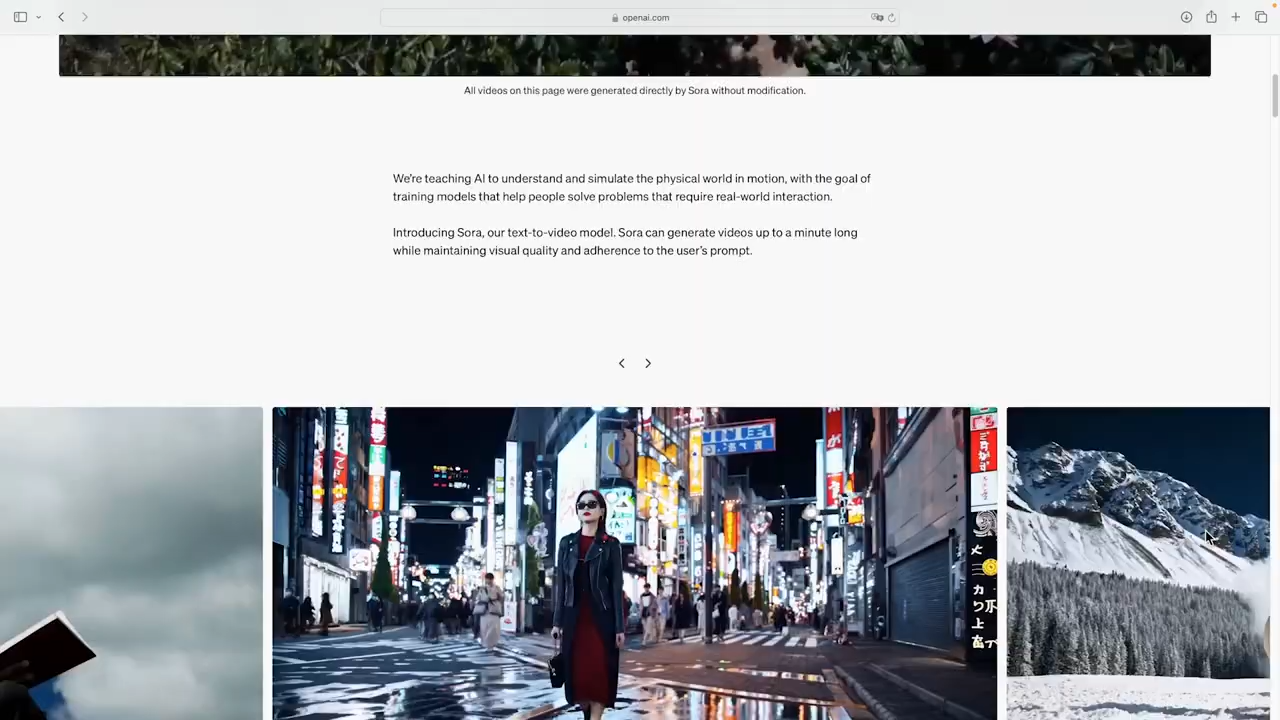 openai.com
All videos on this page were generated directly by Sora without modification.
We're teaching AI to understand and simulate the physical world in motion, with the goal of
training models that help people solve problems that require real-world interaction.
Introducing Sora, our text-to-video model. Sora can generate videos up to a minute long
while maintaining visual quality and adherence to the user's prompt.